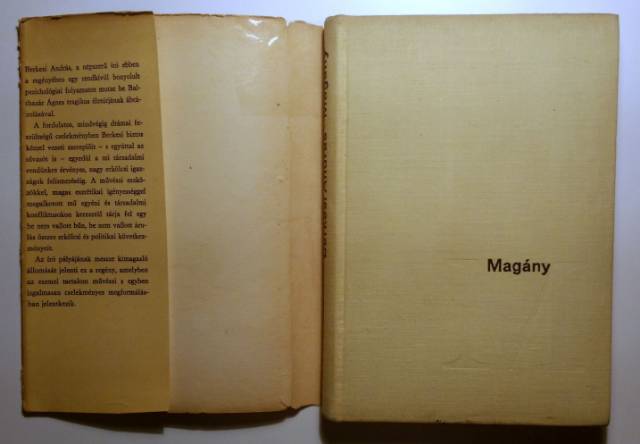 Berkesi András, a népszerű író ebben
a regényében egy rendkívül bonyolult
pszichológiai folyamatot mutat be Bal-
thazár Ágnes tragikus életútjának ábrá-
zolásával.
A fordulatos, mindvégig drámai fe-
szültségű cselekményben Berkesi biztos
kézzel vezeti szereplőit – s egyúttal az
olvasót is – egyedül a mi társadalmi
rendünkre érvényes, nagy erkölcsi igaz-
ságok felismeréséig. A művészi eszkö-
zökkel, magas esztétikai igényességgel
megalkotott mű egyéni és társadalmi
konfliktusokon keresztül tárja fel egy
be nem vallott bűn, be nem vallott áru-
lás összes erkölcsi és politikai következ-
ményeit.
Az író pályájának messze kimagasló
állomását jelenti ez a regény, amelyben
az eszmei tartalom művészi s egyben
izgalmasan cselekményes megformálás-
ban jelentkezik.
Magány